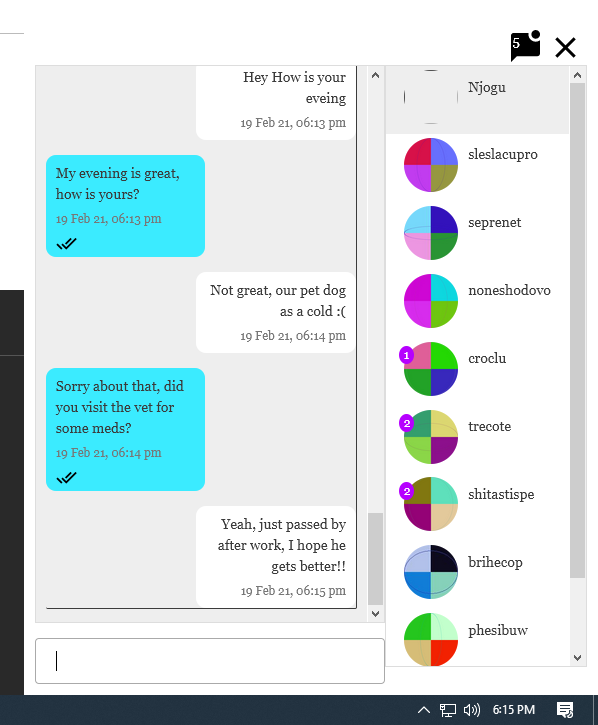 5
Hey How is your
eveing
19 Feb 21, 06:13 pm
My evening is great,
how is yours?
19 Feb 21, 06:13 pm
Not great, our pet dog
as a cold :(
19 Feb 21, 06:14 pm
Sorry about that, did
you visit the vet for
some meds?
19 Feb 21, 06:14 pm
Yeah, just passed by
after work, I hope he
gets better!!
19 Feb 21, 06:15 pm
Njogu
sleslacupro
seprenet
noneshodovo
1
croclu
2
trecote
2
shitastispe
brihecop
phesibuw
6:15 PM